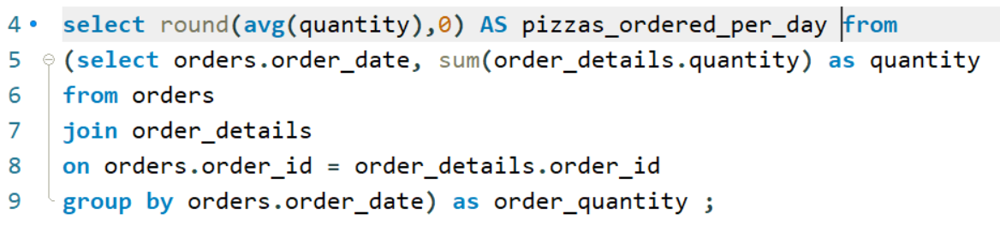 4 select round(avg(quantity),0) AS pizzas_ordered_per_day from
5 (select orders.order_date, sum(order_details.quantity) as quantity
6 from orders
7 join order_details
8 on orders.order_id = order_details.order_id
9 group by orders.order_date) as order_quantity ;